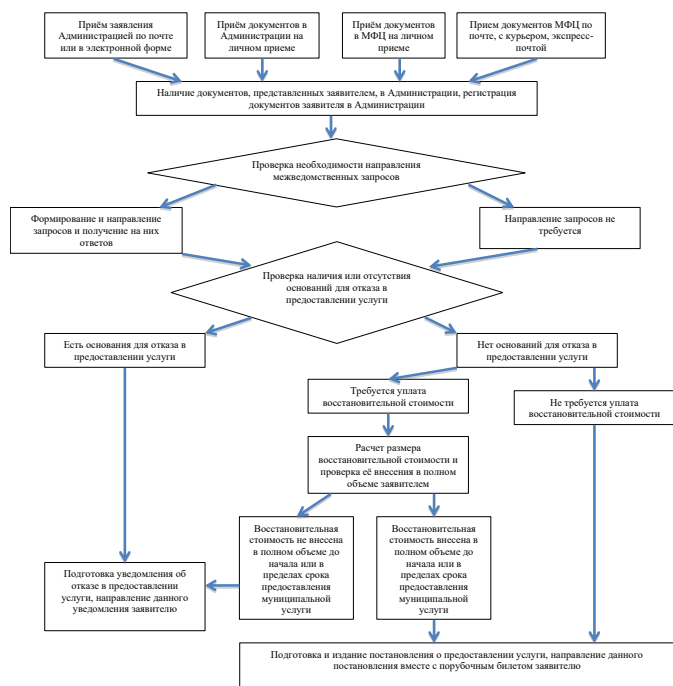 Приём заявления
Администрацией по почте
или в электронной форме
Приём документов в
Администрации на
личном приеме
Приём документов
в МФЦ на личном
приеме
Прием документов МФЦ по
почте, с курьером, экспресс-
почтой
Наличие документов, представленных заявителем, в Администрации, регистрация
документов заявителя в Администрации
Проверка необходимости направления
межведомственных запросов
Формирование и направление
запросов и получение на них
ответов
Направление запросов не
требуется
Проверка наличия или отсутствия
оснований для отказа в
предоставлении услуги
Есть основания для отказа в
предоставлении услуги
Нет оснований для отказа в
предоставлении услуги
Требуется уплата
восстановительной стоимости
Не требуется уплата
восстановительной стоимости
Расчет размера
восстановительной стоимости и
проверка её внесения в полном
объеме заявителем
Восстановительная
стоимость не внесена
в полном объеме до
начала или в
пределах срока
предоставления
муниципальной
услуги
Восстановительная
стоимость внесена в
полном объеме до
начала или в
пределах срока
предоставления
муниципальной
услуги
Подготовка уведомления об
отказе в предоставлении
услуги, направление данного
уведомления заявителю
Подготовка и издание постановления о предоставлении услуги, направление данного
постановления вместе с порубочным билетом заявителю